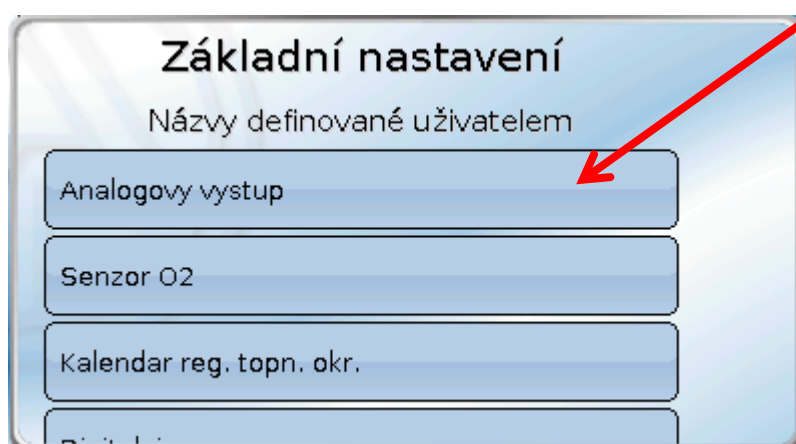 Základní nastavení
Názvy definované uživatelem
Analogovy vystup
Senzor O2
Kalendar reg. topn. okr.